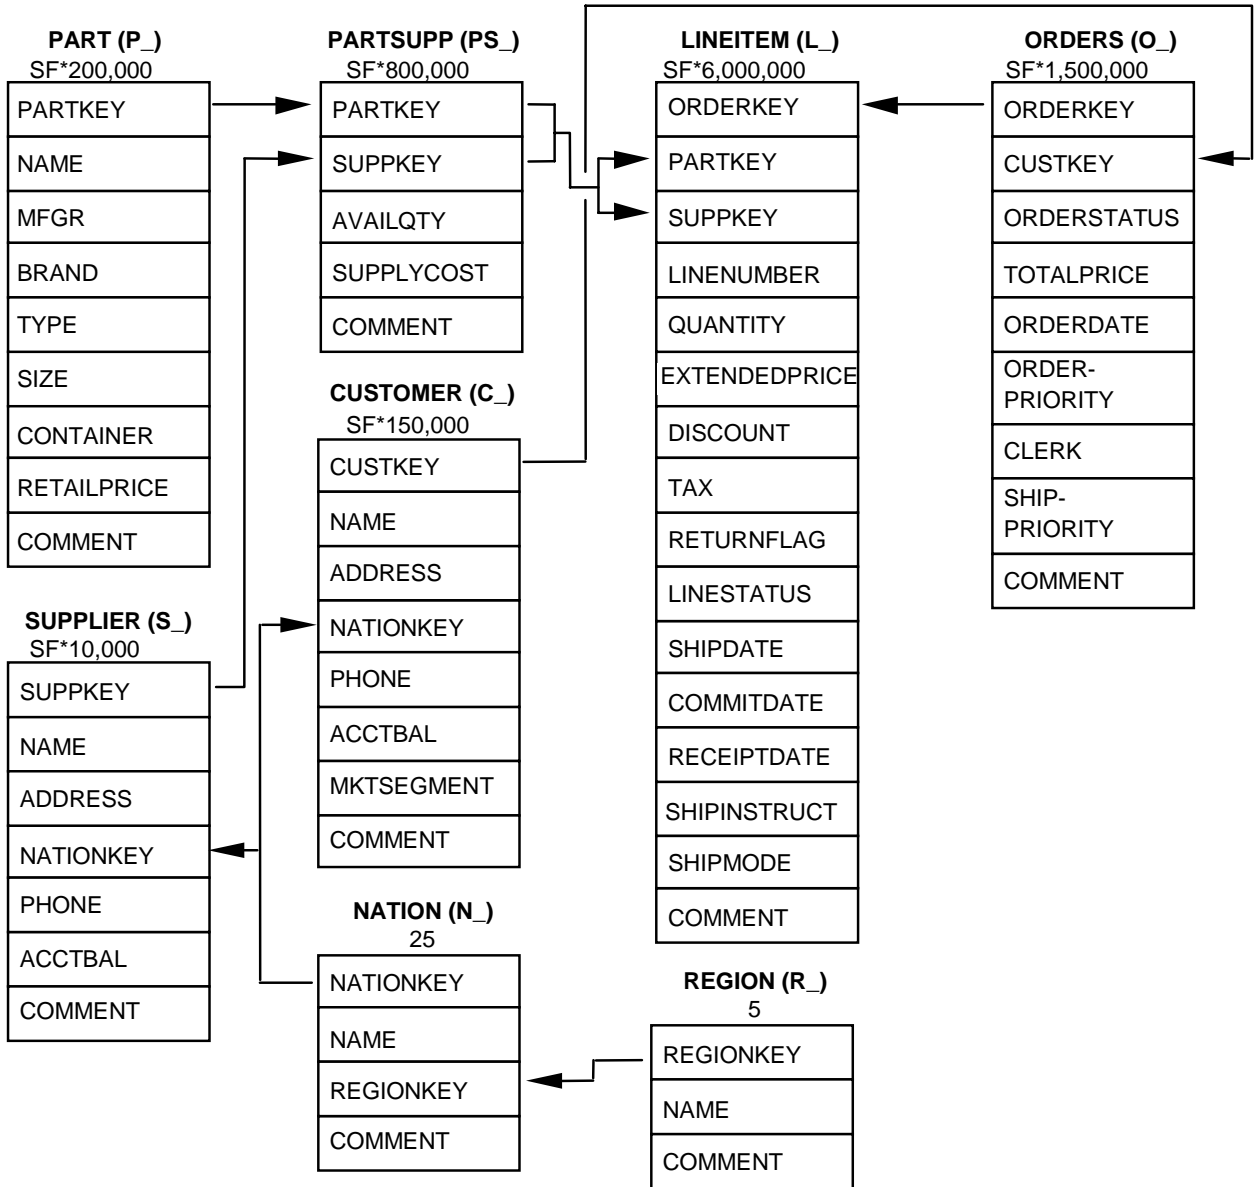 PART (P_)
SF*200,000
PARTKEY
NAME
MFGR
BRAND
TYPE
SIZE
CONTAINER
RETAILPRICE
COMMENT
SUPPLIER (S_)
SF*10,000
SUPPKEY
NAME
ADDRESS
NATIONKEY
PHONE
ACCTBAL
COMMENT
PARTSUPP (PS_)
SF*800,000
PARTKEY
SUPPKEY
AVAILQTY
SUPPLYCOST
COMMENT
CUSTOMER (C_)
SF*150,000
CUSTKEY
NAME
ADDRESS
NATIONKEY
PHONE
ACCTBAL
MKTSEGMENT
COMMENT
NATION (N_)
25
NATIONKEY
NAME
REGIONKEY
COMMENT
LINEITEM (L_)
SF*6,000,000
ORDERKEY
PARTKEY
SUPPKEY
LINENUMBER
QUANTITY
EXTENDEDPRICE
DISCOUNT
TAX
RETURNFLAG
LINESTATUS
SHIPDATE
COMMITDATE
RECEIPTDATE
SHIPINSTRUCT
SHIPMODE
COMMENT
REGION (R_)
5
REGIONKEY
NAME
COMMENT
ORDERS (O_)
SF*1,500,000
ORDERKEY
CUSTKEY
ORDERSTATUS
TOTALPRICE
ORDERDATE
ORDER-
PRIORITY
CLERK
SHIP-
PRIORITY
COMMENT